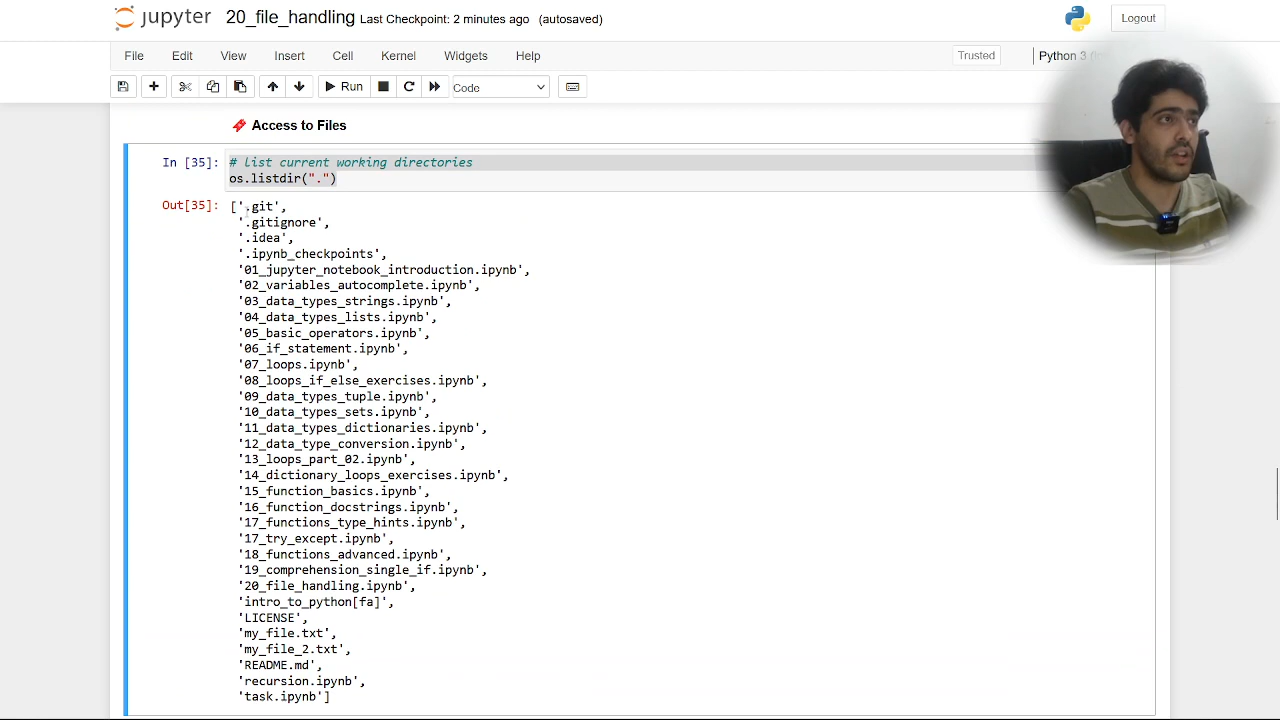 jupyter 20_file_handling Last Checkpoint: 2 minutes ago (autosaved) Logout
File Edit View Insert Cell Kernel Widgets Help Trusted Python 3
Run Code
Access to Files
In [35]: # list current working directories
os.listdir(".")
Out[35]: ['.git',
'.gitignore',
'.idea',
'.ipynb_checkpoints',
'01_jupyter_notebook_introduction.ipynb',
'02_variables_autocomplete.ipynb',
'03_data_types_strings.ipynb',
'04_data_types_lists.ipynb',
'05_basic_operators.ipynb',
'06_if_statement.ipynb',
'07_loops.ipynb',
'08_loops_if_else_exercises.ipynb',
'09_data_types_tuple.ipynb',
'10_data_types_sets.ipynb',
'11_data_types_dictionaries.ipynb',
'12_data_type_conversion.ipynb',
'13_loops_part_02.ipynb',
'14_dictionary_loops_exercises.ipynb',
'15_function_basics.ipynb',
'16_function_docstrings.ipynb',
'17_functions_type_hints.ipynb',
'17_try_except.ipynb',
'18_functions_advanced.ipynb',
'19_comprehension_single_if.ipynb',
'20_file_handling.ipynb',
'intro_to_python[fa]',
'LICENSE',
'my_file.txt',
'my_file_2.txt',
'README.md',
'recursion.ipynb',
'task.ipynb']